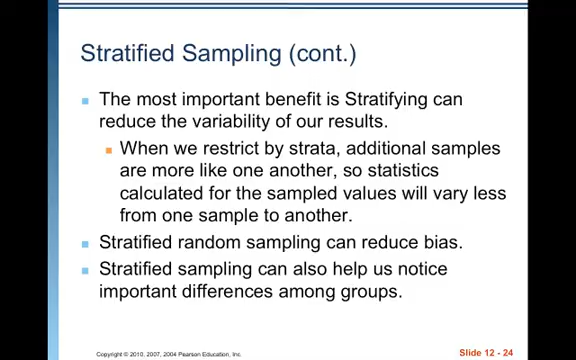 Stratified Sampling (cont.)
The most important benefit is Stratifying can
reduce the variability of our results.
When we restrict by strata, additional samples
are more like one another, so statistics
calculated for the sampled values will vary less
from one sample to another.
Stratified random sampling can reduce bias.
Stratified sampling can also help us notice
important differences among groups.
Copyright © 2010, 2007, 2004 Pearson Education, Inc.
Slide 12 - 24